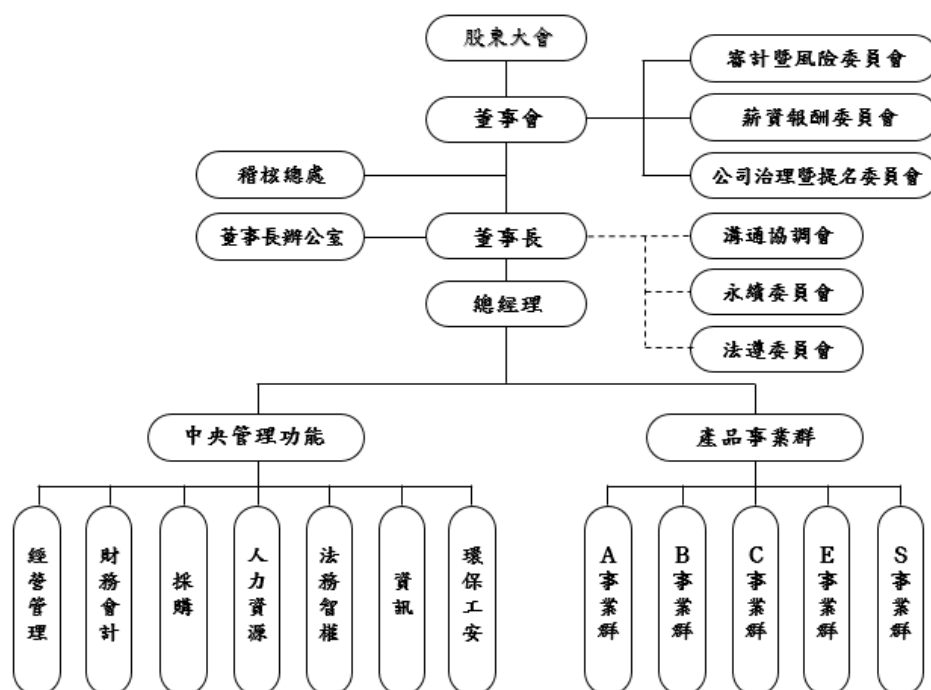 股東大會
審計暨風險委員會
董事會
薪資報酬委員會
稽核總處
公司治理暨提名委員會
董事長辦公室
董事長
溝通協調會
總經理
永續委員會
法遵委員會
中央管理功能
產品事業群
經營管理
財務會計
採購
人力資源
法務智權
資訊
環保工安
A事業群
B事業群
C事業群
E事業群
S事業群